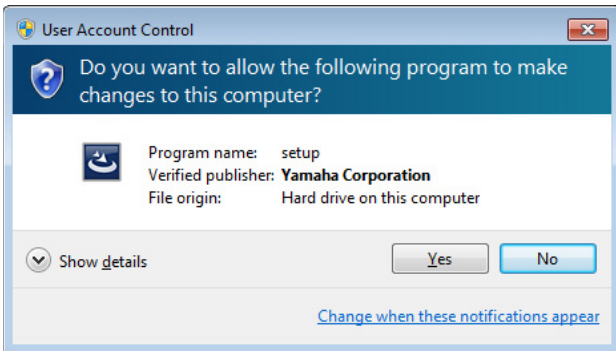 User Account Control
Do you want to allow the following program to make
changes to this computer?
Program name: setup
Verified publisher: Yamaha Corporation
File origin: Hard drive on this computer
Show details
Yes
No
Change when these notifications appear